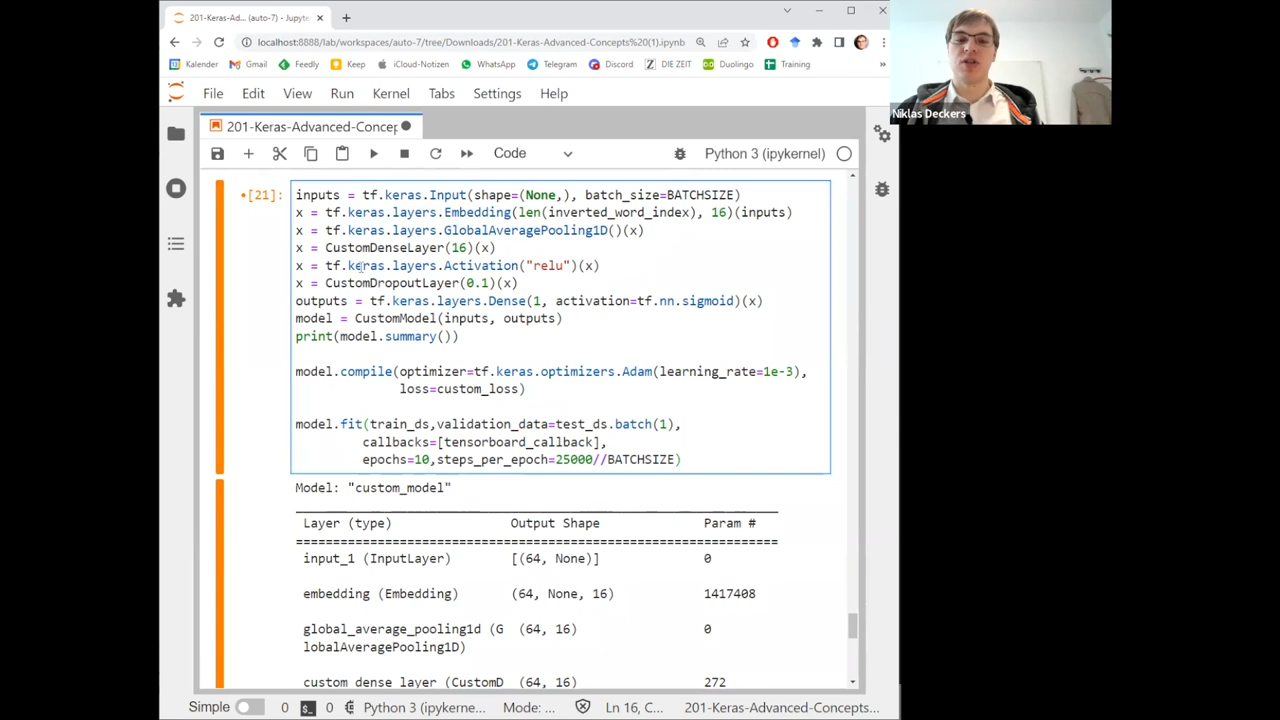 201-Keras-Ad... (auto-7) - Jupyter
localhost:8888/lab/workspaces/auto-7/tree/Downloads/201-Keras-Advanced-Concepts%20(1).ipynb
Kalender Gmail Feedly Keep iCloud-Notizen WhatsApp Telegram Discord DIE ZEIT Duolingo Training »
File Edit View Run Kernel Tabs Settings Help
Niklas Deckers
201-Keras-Advanced-Concep
Code Python 3 (ipykernel)
[21]: inputs = tf.keras.Input(shape=(None,), batch_size=BATCHSIZE)
x = tf.keras.layers.Embedding(len(inverted_word_index), 16)(inputs)
x = tf.keras.layers.GlobalAveragePooling1D()(x)
x = CustomDenseLayer(16)(x)
x = tf.keras.layers.Activation("relu")(x)
x = CustomDropoutLayer(0.1)(x)
outputs = tf.keras.layers.Dense(1, activation=tf.nn.sigmoid)(x)
model = CustomModel(inputs, outputs)
print(model.summary())
model.compile(optimizer=tf.keras.optimizers.Adam(learning_rate=1e-3),
loss=custom_loss)
model.fit(train_ds,validation_data=test_ds.batch(1),
callbacks=[tensorboard_callback],
epochs=10,steps_per_epoch=25000//BATCHSIZE)
Model: "custom_model"
Layer (type) Output Shape Param #
=================================================================
input_1 (InputLayer) [(64, None)] 0
embedding (Embedding) (64, None, 16) 1417408
global_average_pooling1d (G (64, 16) 0
lobalAveragePooling1D)
custom dense layer (CustomD (64, 16) 272
Simple 0 $_ 0 Python 3 (ipykerne... Mode: ... Ln 16, C... 201-Keras-Advanced-Concepts...